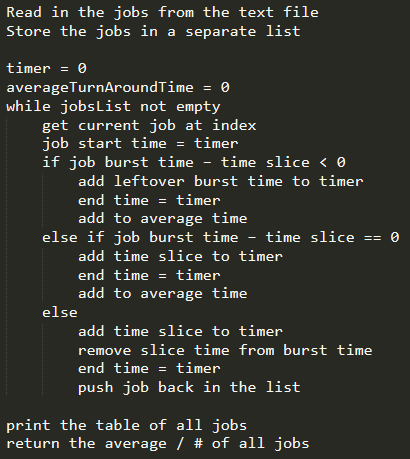 Read in the jobs from the text file
Store the jobs in a separate list

timer = 0
averageTurnAroundTime = 0
while jobsList not empty
    get current job at index
    job start time = timer
    if job burst time - time slice < 0
        add leftover burst time to timer
        end time = timer
        add to average time
    else if job burst time - time slice == 0
        add time slice to timer
        end time = timer
        add to average time
    else
        add time slice to timer
        remove slice time from burst time
        end time = timer
        push job back in the list

print the table of all jobs
return the average / # of all jobs